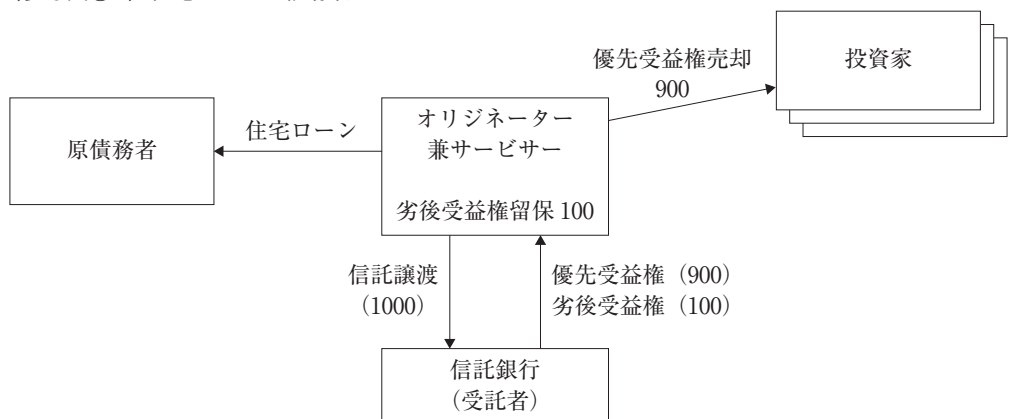 優先受益権売却
900
投資家
原債務者
住宅ローン
オリジネーター
兼サービサー
劣後受益権留保 100
信託譲渡
(1000)
優先受益権 (900)
劣後受益権 (100)
信託銀行
(受託者)